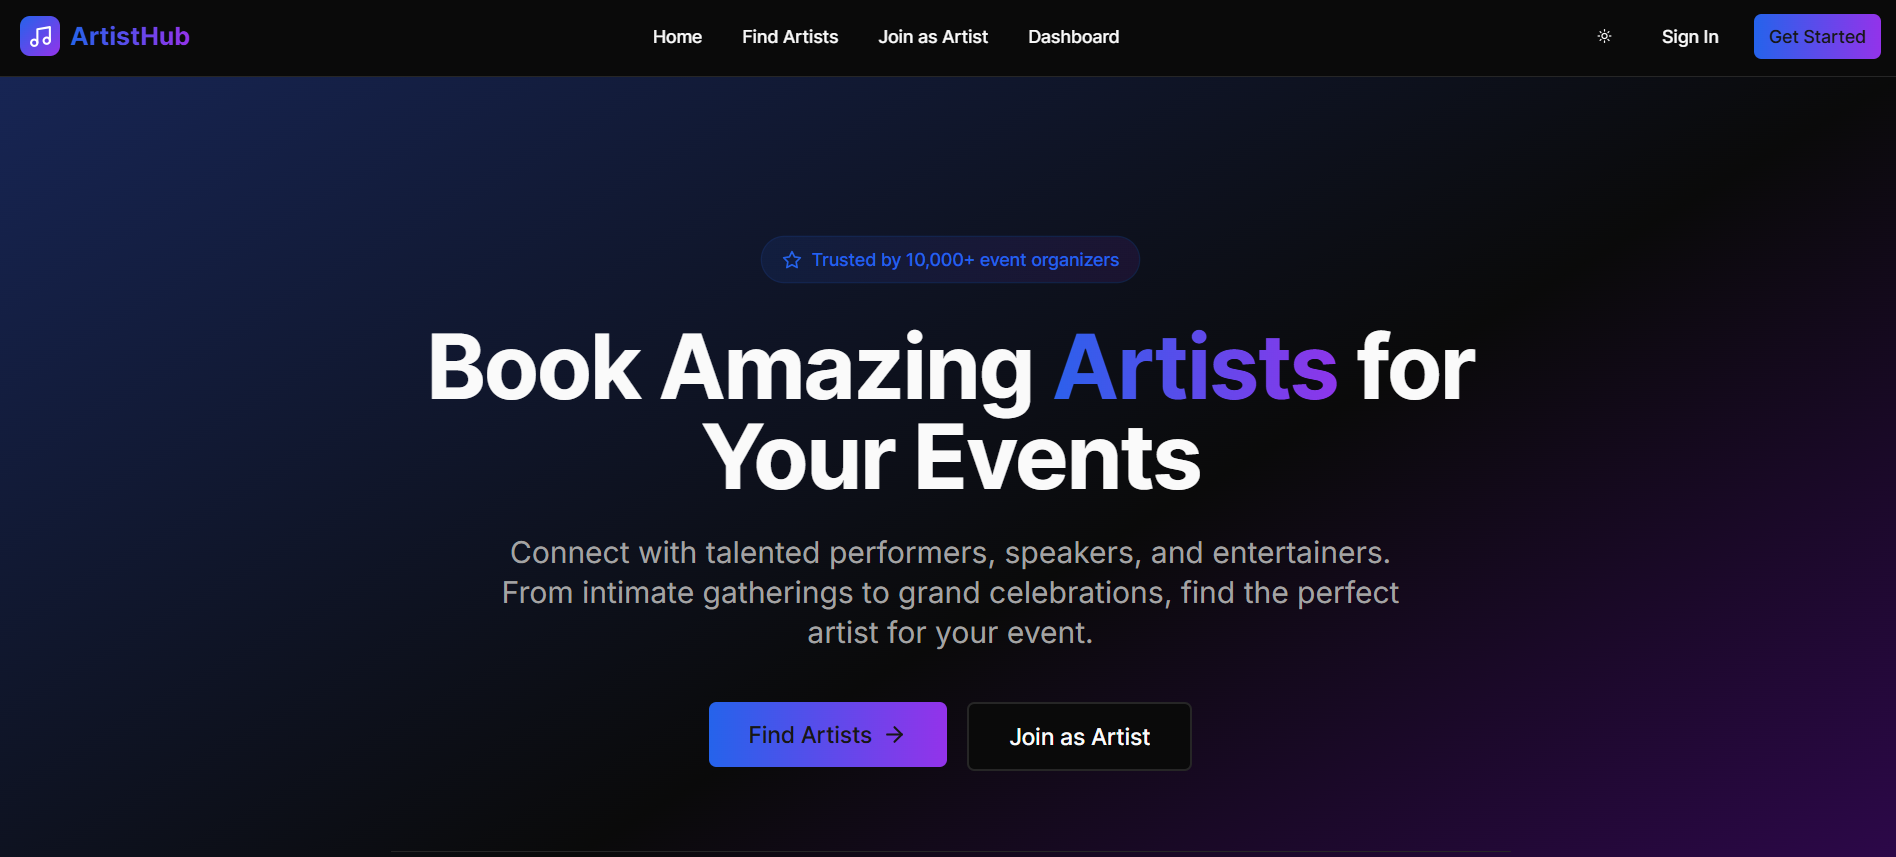 ArtistHub
Home
Find Artists
Join as Artist
Dashboard
Sign In
Get Started
Trusted by 10,000+ event organizers
Book Amazing Artists for
Your Events
Connect with talented performers, speakers, and entertainers.
From intimate gatherings to grand celebrations, find the perfect
artist for your event.
Find Artists →
Join as Artist